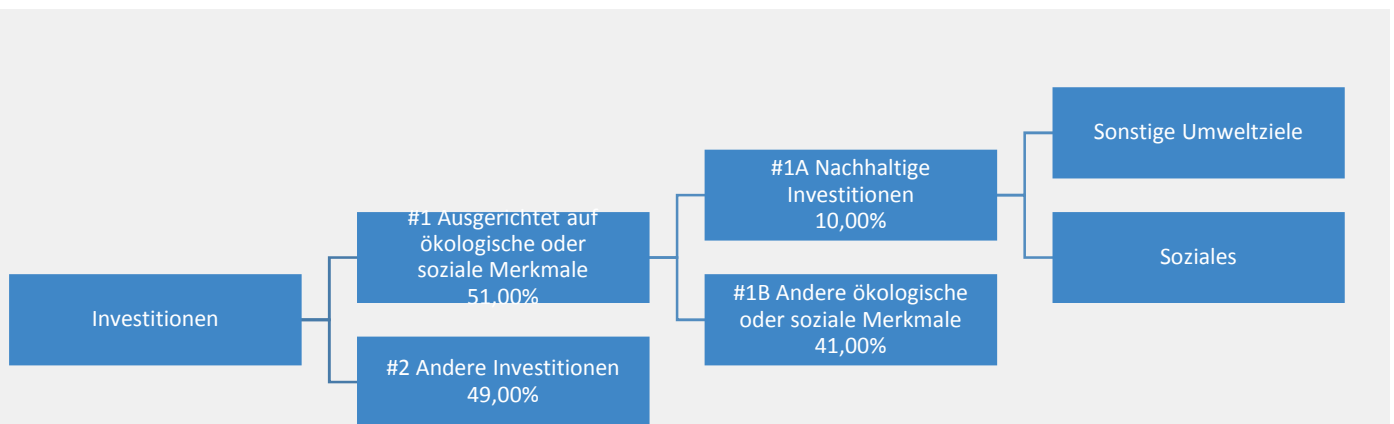 Investitionen
#1 Ausgerichtet auf
ökologische oder
soziale Merkmale
51,00%
#2 Andere Investitionen
49,00%
#1A Nachhaltige
Investitionen
10,00%
#1B Andere ökologische
oder soziale Merkmale
41,00%
Sonstige Umweltziele
Soziales